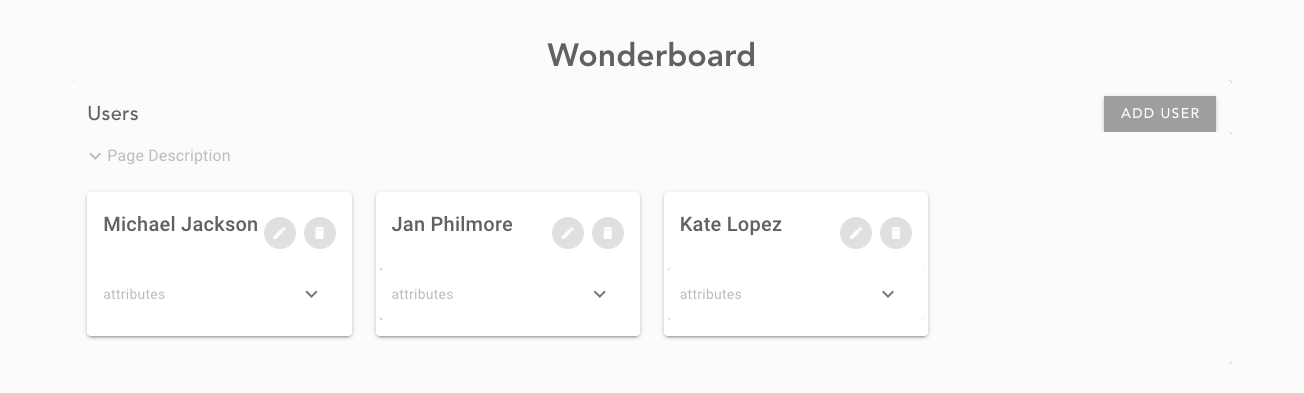 Wonderboard
Users
ADD USER
Page Description
Michael Jackson
Jan Philmore
Kate Lopez
attributes
attributes
attributes